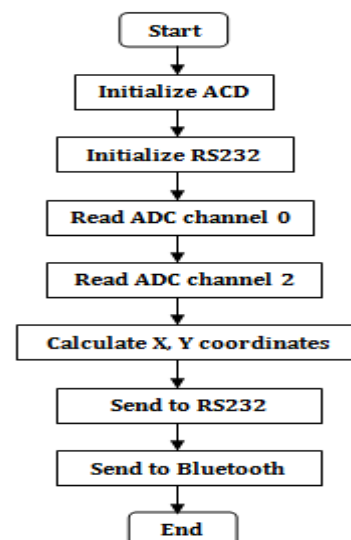 Start
Initialize ACD
Initialize RS232
Read ADC channel 0
Read ADC channel 2
Calculate X, Y coordinates
Send to RS232
Send to Bluetooth
End